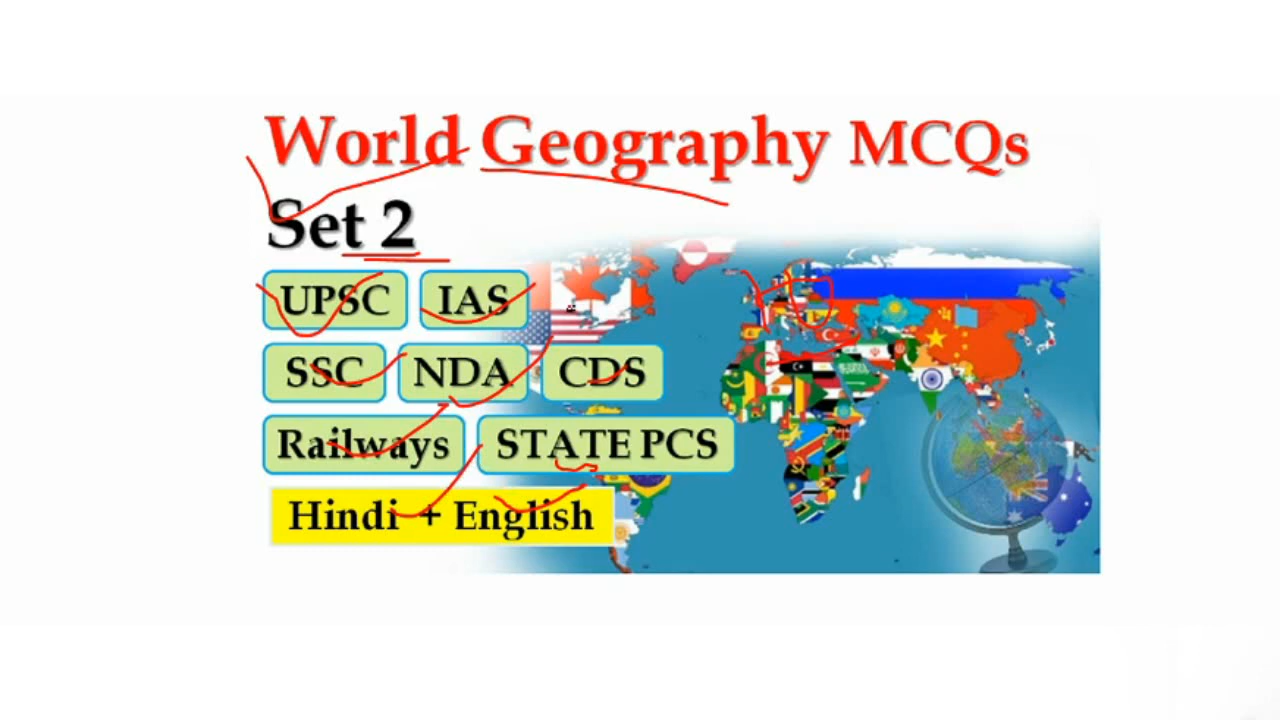 World Geography MCQs
Set 2
UPSC IAS
SSC NDA CDS
Railways STATE PCS
Hindi + English